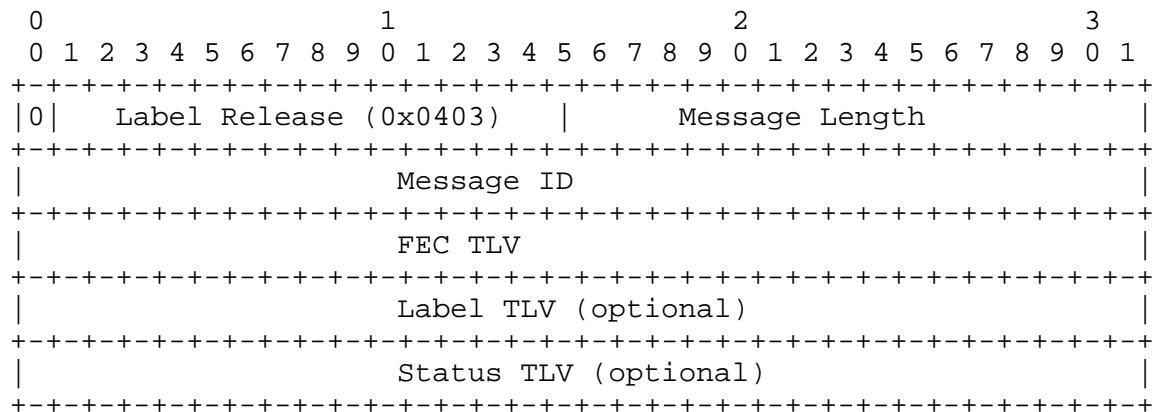 0                   1                   2                   3
 0 1 2 3 4 5 6 7 8 9 0 1 2 3 4 5 6 7 8 9 0 1 2 3 4 5 6 7 8 9 0 1
+-+-+-+-+-+-+-+-+-+-+-+-+-+-+-+-+-+-+-+-+-+-+-+-+-+-+-+-+-+-+-+-+
|0|   Label Release (0x0403)   |      Message Length            |
+-+-+-+-+-+-+-+-+-+-+-+-+-+-+-+-+-+-+-+-+-+-+-+-+-+-+-+-+-+-+-+-+
|                     Message ID                                |
+-+-+-+-+-+-+-+-+-+-+-+-+-+-+-+-+-+-+-+-+-+-+-+-+-+-+-+-+-+-+-+-+
|                     FEC TLV                                   |
+-+-+-+-+-+-+-+-+-+-+-+-+-+-+-+-+-+-+-+-+-+-+-+-+-+-+-+-+-+-+-+-+
|                     Label TLV (optional)                      |
+-+-+-+-+-+-+-+-+-+-+-+-+-+-+-+-+-+-+-+-+-+-+-+-+-+-+-+-+-+-+-+-+
|                     Status TLV (optional)                     |
+-+-+-+-+-+-+-+-+-+-+-+-+-+-+-+-+-+-+-+-+-+-+-+-+-+-+-+-+-+-+-+-+